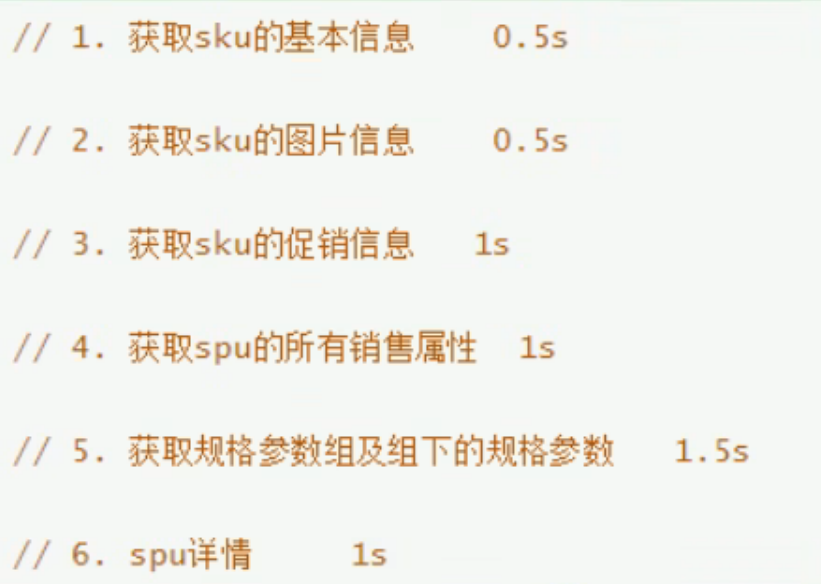 // 1. 获取sku的基本信息 0.5s
// 2. 获取sku的图片信息 0.5s
// 3. 获取sku的促销信息 1s
// 4. 获取spu的所有销售属性 1s
// 5. 获取规格参数组及组下的规格参数 1.5s
// 6. spu详情 1s